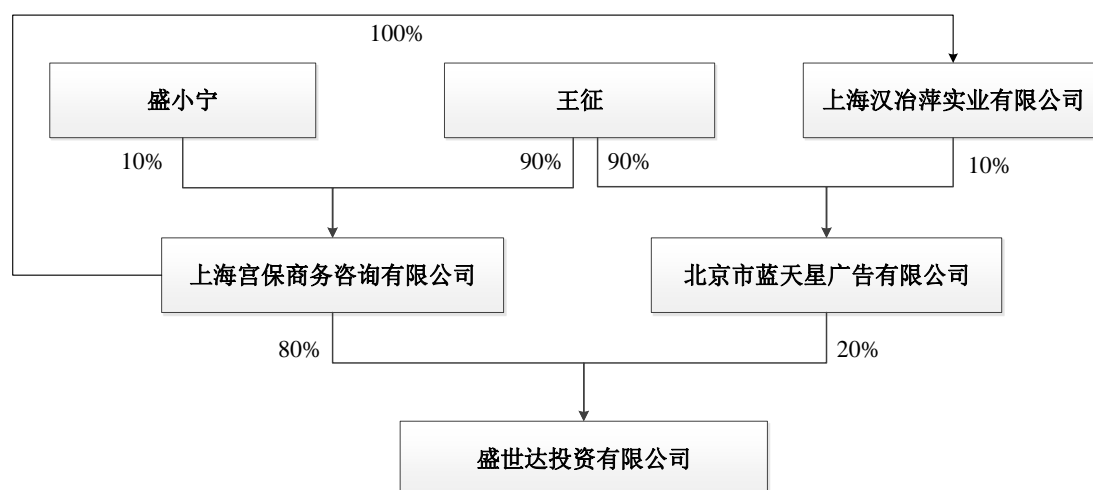 100%
盛小宁
王征
上海汉冶萍实业有限公司
10%
90%
90%
10%
上海宫保商务咨询有限公司
北京市蓝天星广告有限公司
80%
20%
盛世达投资有限公司